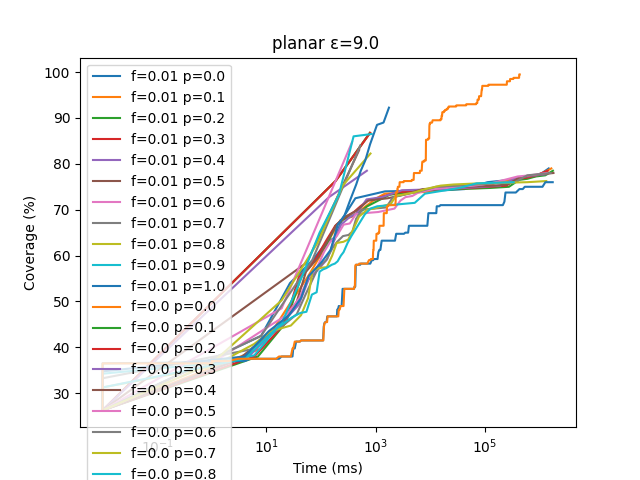 planar ε=9.0
Coverage (%)
100
90
80
70
60
50
40
30
f=0.01 p=0.0
f=0.01 p=0.1
f=0.01 p=0.2
f=0.01 p=0.3
f=0.01 p=0.4
f=0.01 p=0.5
f=0.01 p=0.6
f=0.01 p=0.7
f=0.01 p=0.8
f=0.01 p=0.9
f=0.01 p=1.0
f=0.0 p=0.0
f=0.0 p=0.1
f=0.0 p=0.2
f=0.0 p=0.3
f=0.0 p=0.4
f=0.0 p=0.5
f=0.0 p=0.6
f=0.0 p=0.7
f=0.0 p=0.8
10⁻¹ 10¹ 10³ 10⁵
Time (ms)